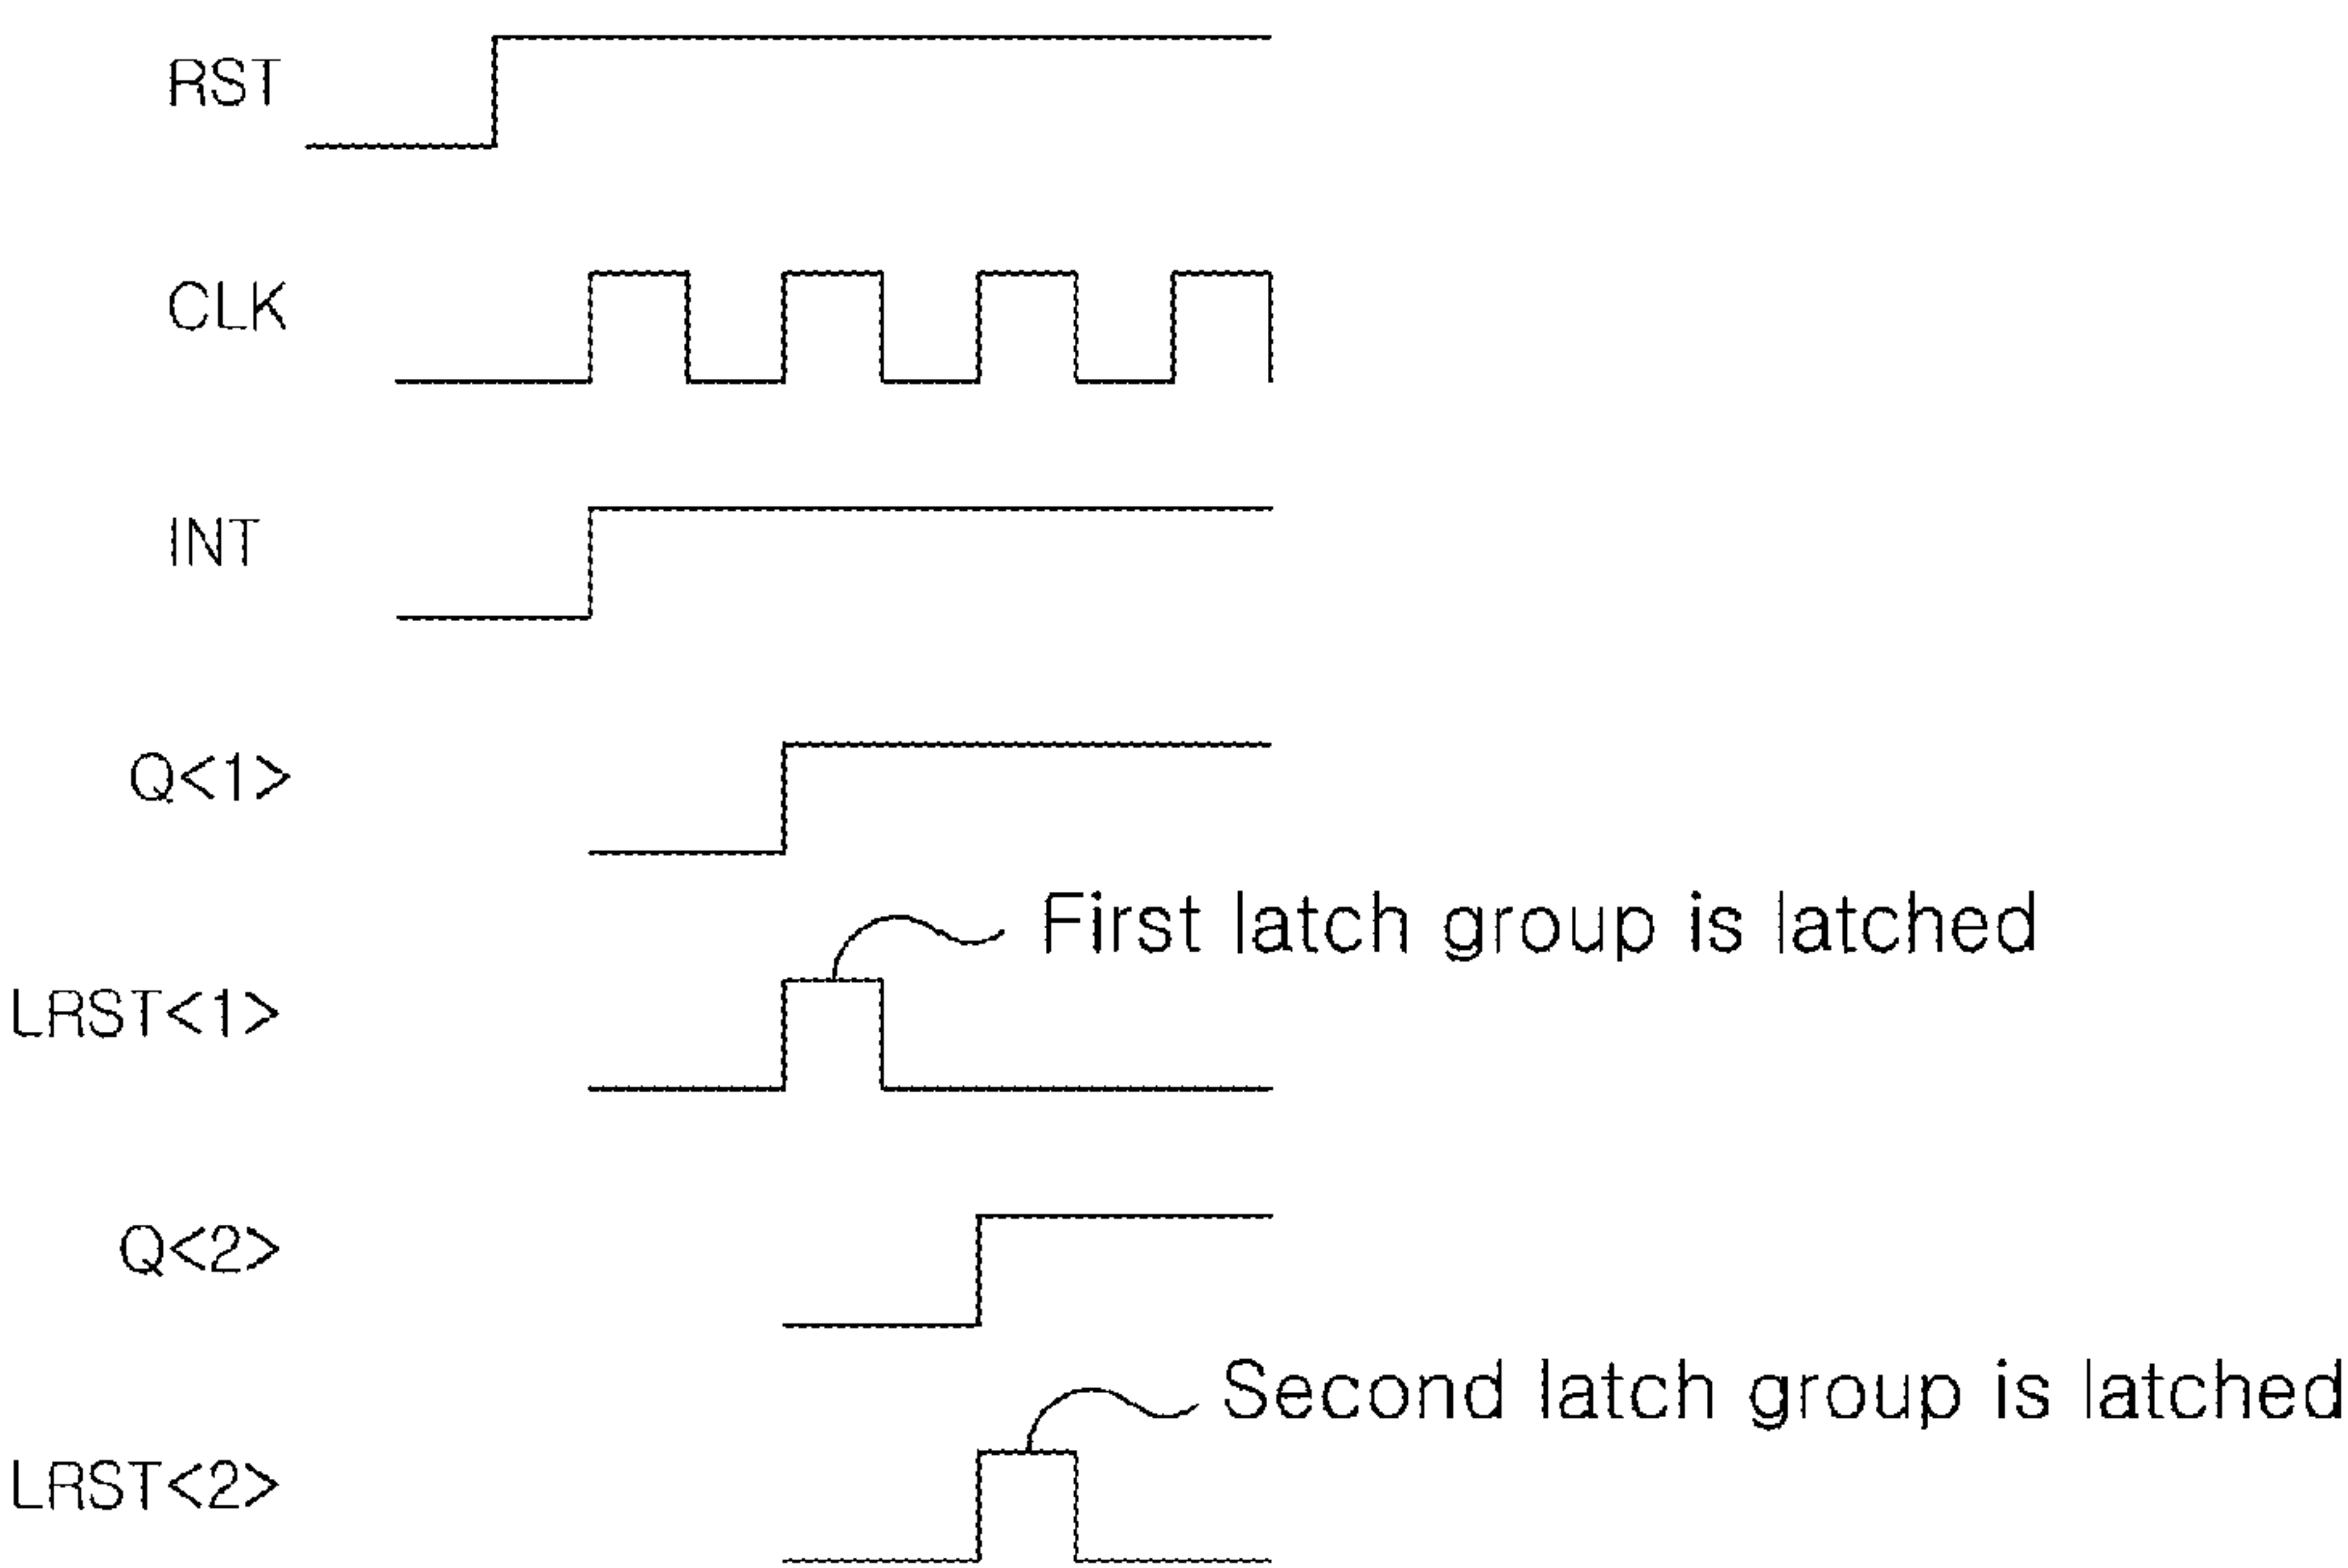 RST
CLK
INT
Q<1>
First latch group is latched
LRST<1>
Q<2>
Second latch group is latched
LRST<2>